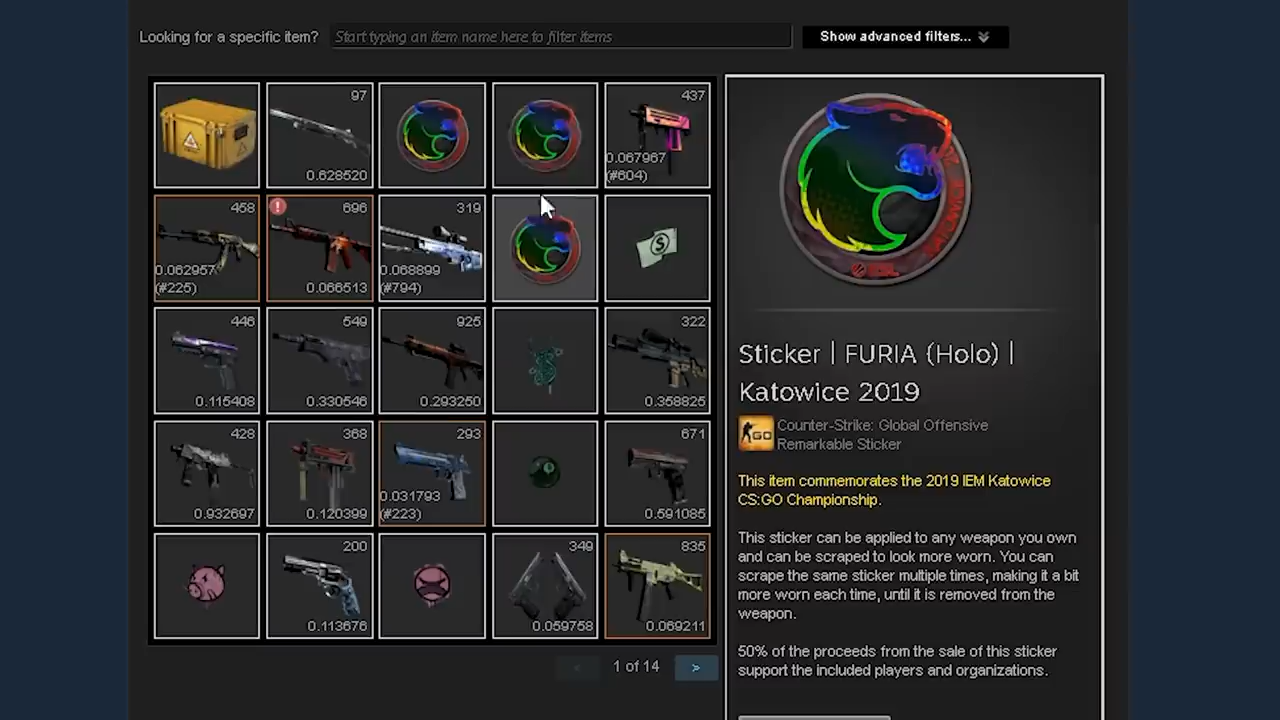 Looking for a specific item?
Start typing an item name here to filter items
Show advanced filters...
97
0.628520
437
0.067967
(#604)
458
0.062957
(#225)
696
0.066513
319
0.068899
(#794)
446
0.115408
549
0.330546
925
0.293250
322
0.358825
428
0.932697
368
0.120399
293
0.031793
(#223)
671
0.591085
200
0.113676
349
0.059758
835
0.069211
<
1 of 14
>
Sticker | FURIA (Holo) |
Katowice 2019
GO
Counter-Strike: Global Offensive
Remarkable Sticker
This item commemorates the 2019 IEM Katowice
CS:GO Championship.
This sticker can be applied to any weapon you own
and can be scraped to look more worn. You can
scrape the same sticker multiple times, making it a bit
more worn each time, until it is removed from the
weapon.
50% of the proceeds from the sale of this sticker
support the included players and organizations.